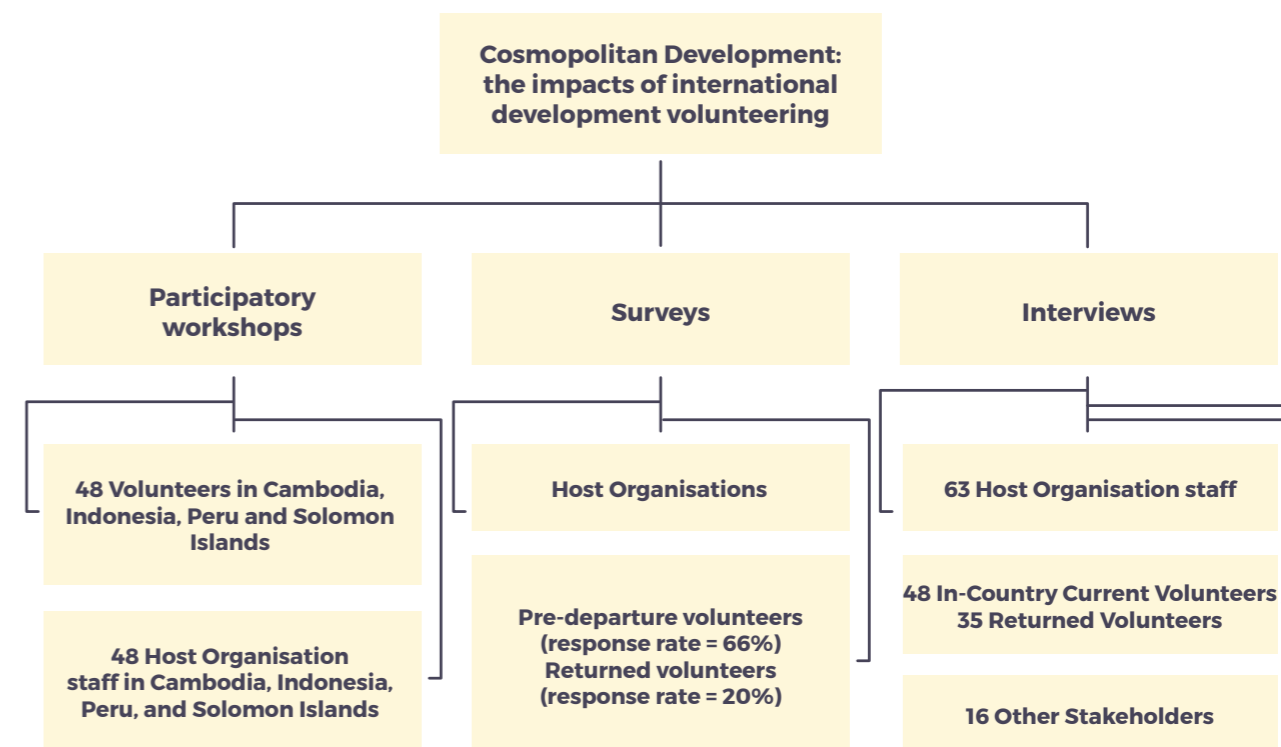 Cosmopolitan Development:
the impacts of international
development volunteering
Participatory
workshops
Surveys
Interviews
48 Volunteers in Cambodia,
Indonesia, Peru and Solomon
Islands
48 Host Organisation
staff in Cambodia, Indonesia,
Peru, and Solomon Islands
Host Organisations
Pre-departure volunteers
(response rate = 66%)
Returned volunteers
(response rate = 20%)
63 Host Organisation staff
48 In-Country Current Volunteers
35 Returned Volunteers
16 Other Stakeholders